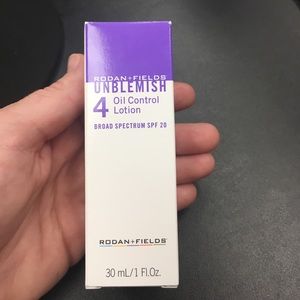 RODAN+FIELDS
UNBLEMISH
4 Oil Control
Lotion
BROAD SPECTRUM SPF 20
RODAN+FIELDS
30 mL/1 Fl.Oz.